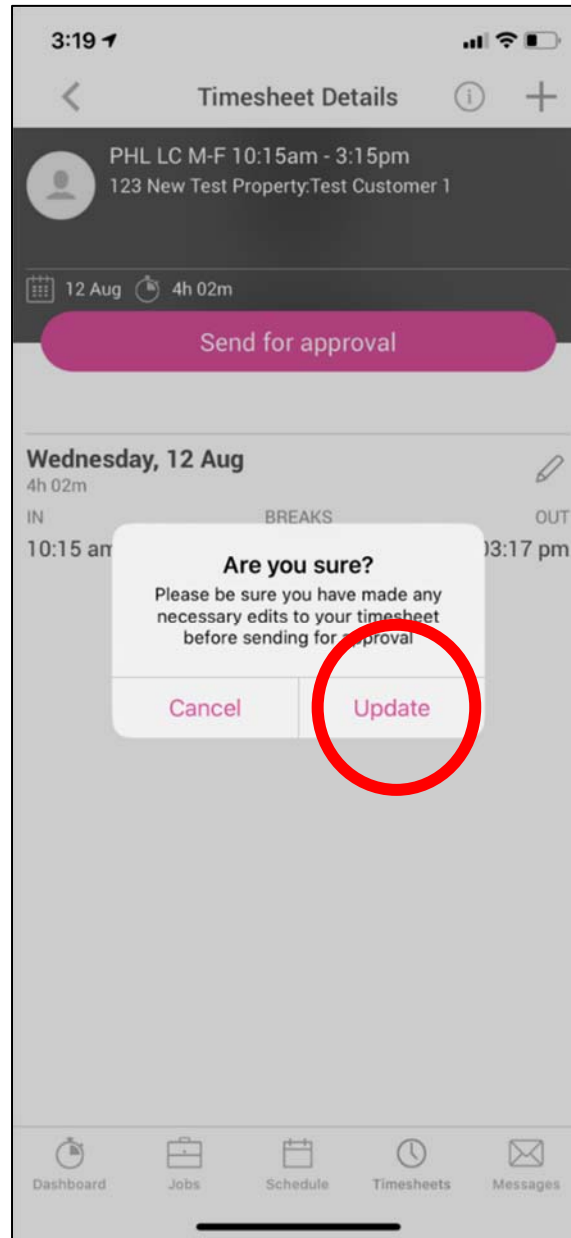 3:19
Timesheet Details
PHL LC M-F 10:15am - 3:15pm
123 New Test Property:Test Customer 1
12 Aug 4h 02m
Send for approval
Wednesday, 12 Aug
4h 02m
IN BREAKS OUT
10:15 am 03:17 pm
Are you sure?
Please be sure you have made any
necessary edits to your timesheet
before sending for approval
Cancel Update
Dashboard Jobs Schedule Timesheets Messages